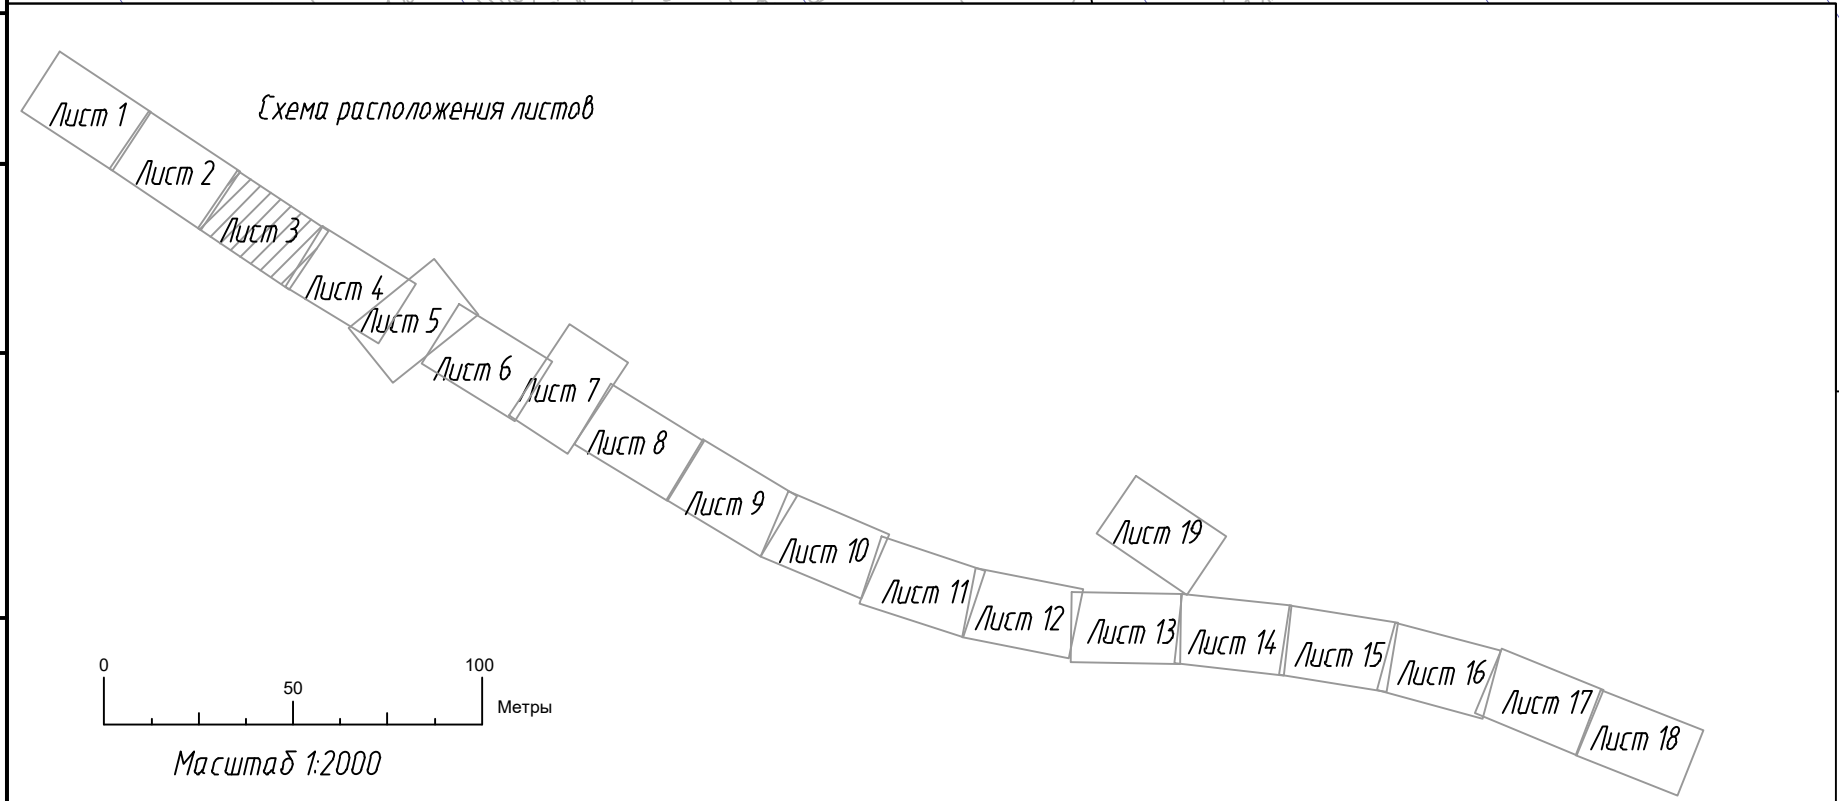 Схема расположения листов
Лист 1
Лист 2
Лист 3
Лист 4
Лист 5
Лист 6
Лист 7
Лист 8
Лист 9
Лист 10
Лист 11
Лист 12
Лист 13
Лист 14
Лист 15
Лист 16
Лист 17
Лист 18
Лист 19
0
50
100
Метры
Масштаб 1:2000